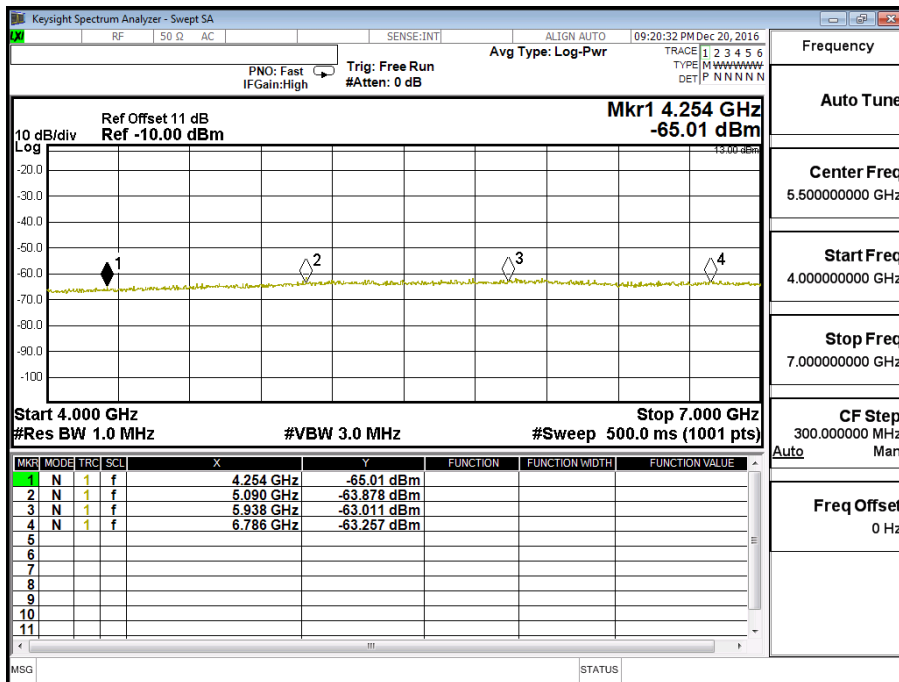 Keysight Spectrum Analyzer - Swept SA
LXI RF 50 Ω AC SENSE:INT ALIGN AUTO 09:20:32 PM Dec 20, 2016
PNO: Fast
IFGain:High
Trig: Free Run
#Atten: 0 dB
Avg Type: Log-Pwr
TRACE 1 2 3 4 5 6
TYPE M WWWWW
DET P N N N N N
Ref Offset 11 dB
10 dB/div Ref -10.00 dBm
Log
Mkr1 4.254 GHz
-65.01 dBm
13.00 dBm
-20.0
-30.0
-40.0
-50.0
-60.0
-70.0
-80.0
-90.0
-100
1
2
3
4
Start 4.000 GHz Stop 7.000 GHz
#Res BW 1.0 MHz #VBW 3.0 MHz #Sweep 500.0 ms (1001 pts)
MKR MODE TRC SCL X Y FUNCTION FUNCTION WIDTH FUNCTION VALUE
1 N 1 f 4.254 GHz -65.01 dBm
2 N 1 f 5.090 GHz -63.878 dBm
3 N 1 f 5.938 GHz -63.011 dBm
4 N 1 f 6.786 GHz -63.257 dBm
5
6
7
8
9
10
11
MSG STATUS
Frequency
Auto Tune
Center Freq
5.500000000 GHz
Start Freq
4.000000000 GHz
Stop Freq
7.000000000 GHz
CF Step
300.000000 MHz
Auto Man
Freq Offset
0 Hz